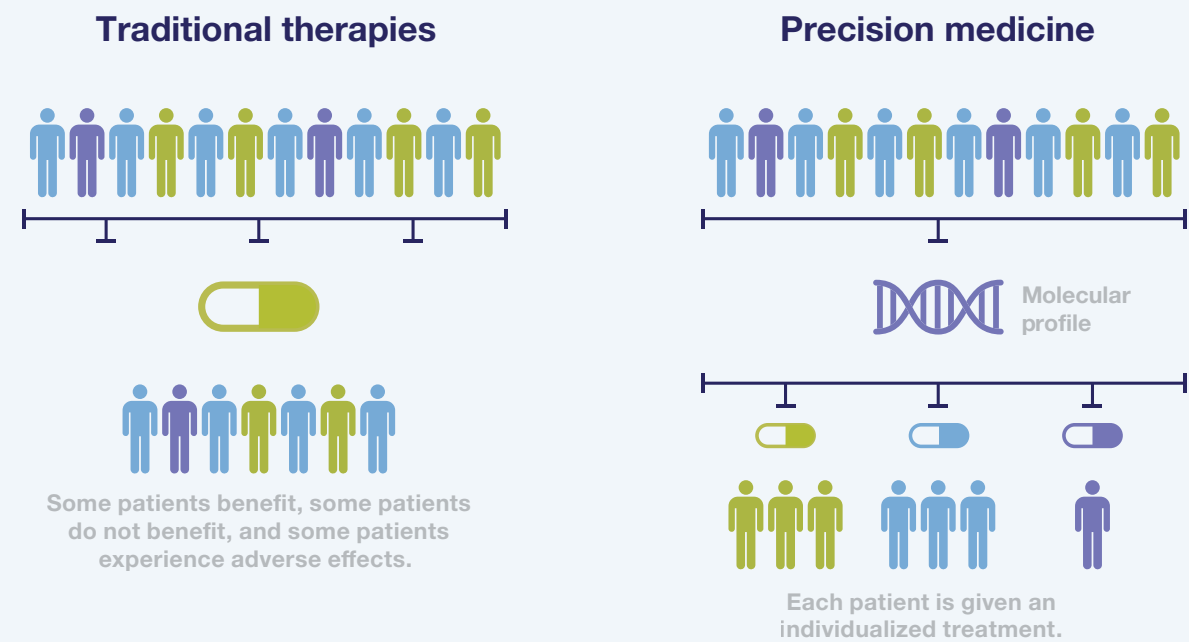 Traditional therapies
Some patients benefit, some patients
do not benefit, and some patients
experience adverse effects.
Precision medicine
Molecular
profile
Each patient is given an
individualized treatment.